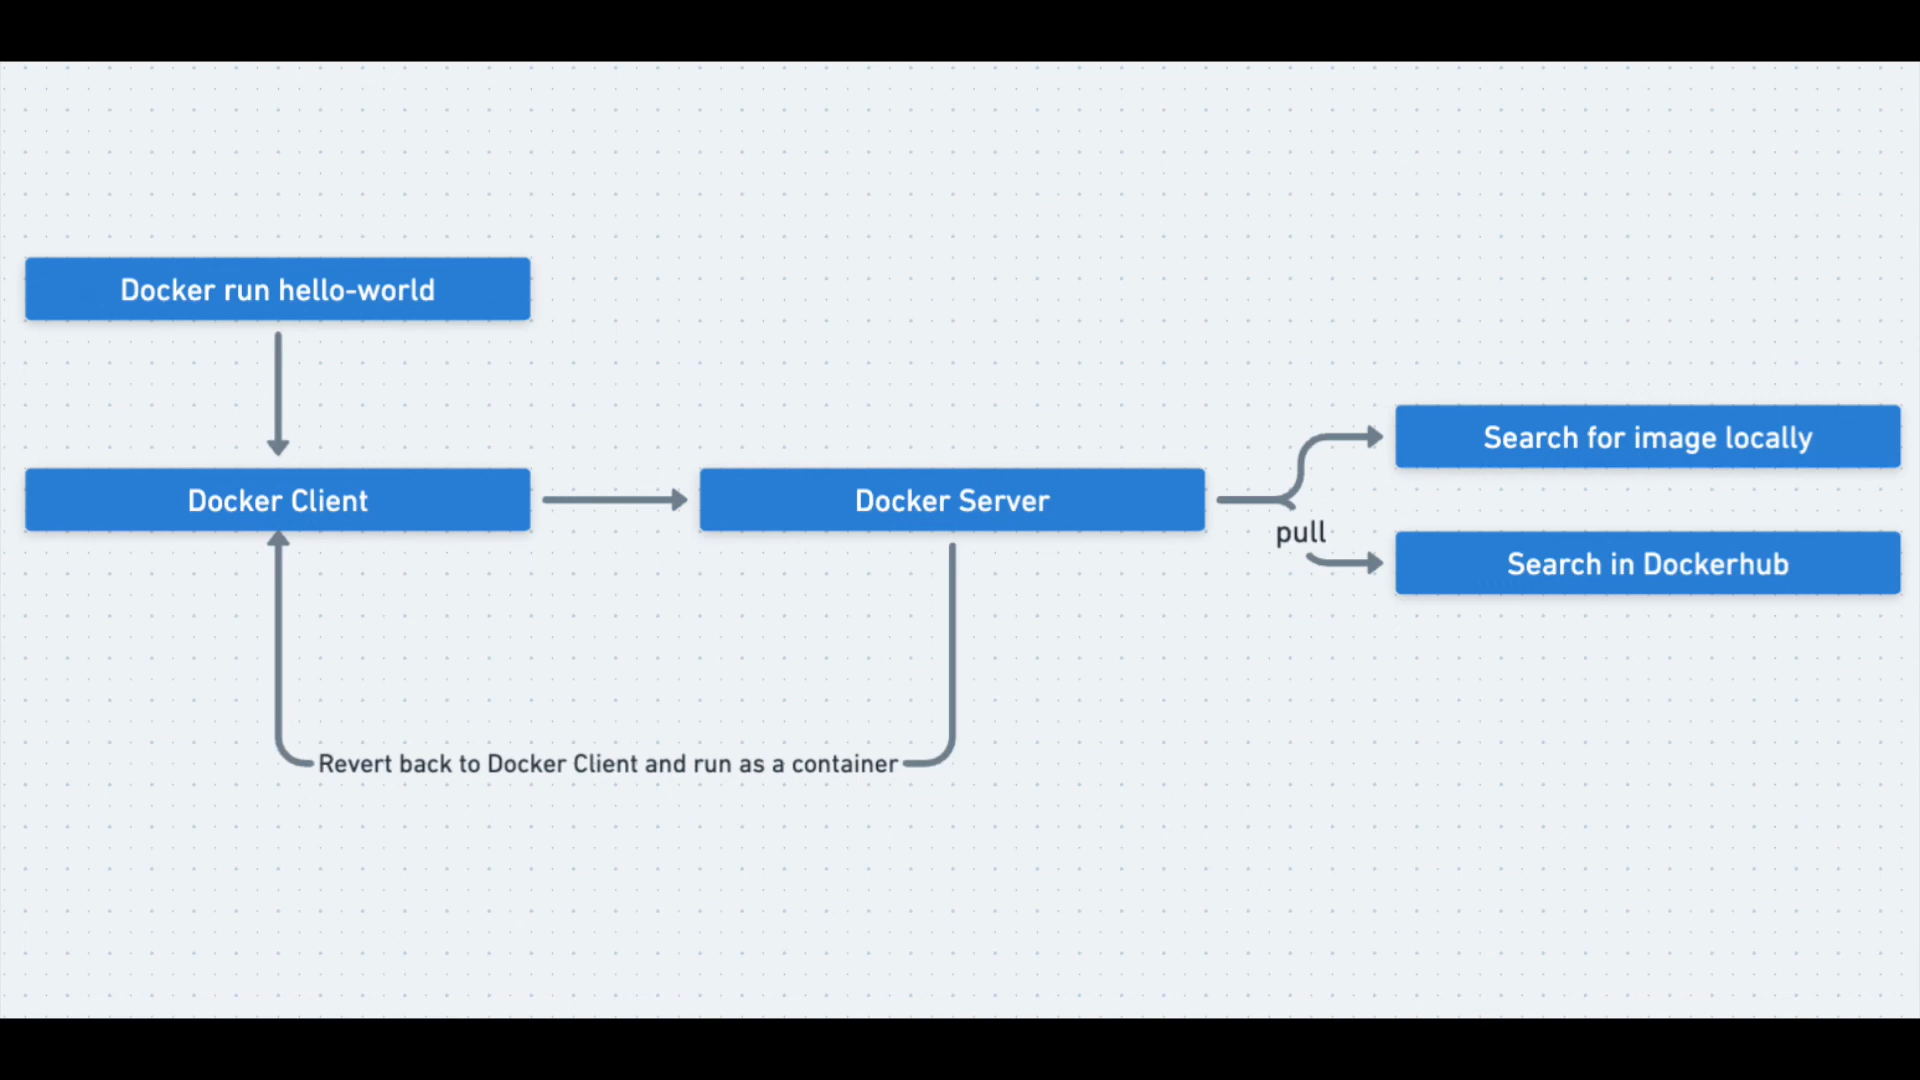 Docker run hello-world
Docker Client
Docker Server
Search for image locally
pull
Search in Dockerhub
Revert back to Docker Client and run as a container